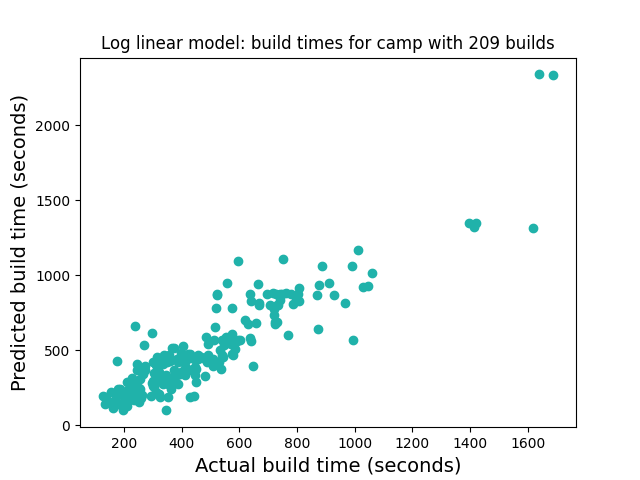 Log linear model: build times for camp with 209 builds
Predicted build time (seconds)
2000
1500
1000
500
0
200 400 600 800 1000 1200 1400 1600
Actual build time (seconds)